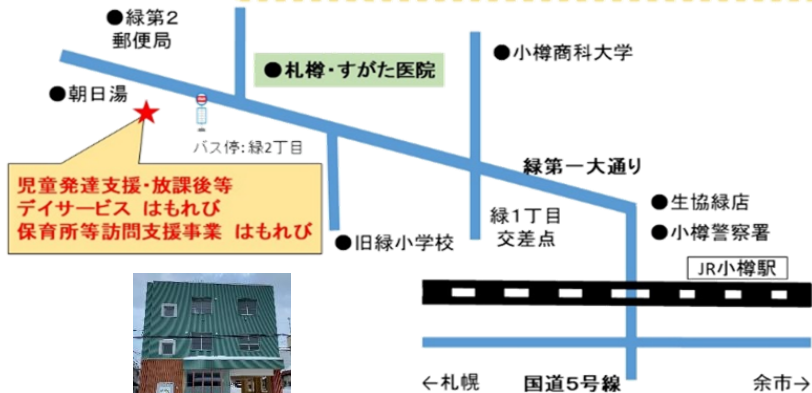 ●緑第2
郵便局
●札樽・すがた医院
●小樽商科大学
●朝日湯
バス停：緑2丁目
緑第一大通り
児童発達支援・放課後等
デイサービス はもれび
保育所等訪問支援事業 はもれび
●生協緑店
緑1丁目
交差点
●小樽警察署
●旧緑小学校
JR小樽駅
←札幌
国道5号線
余市→